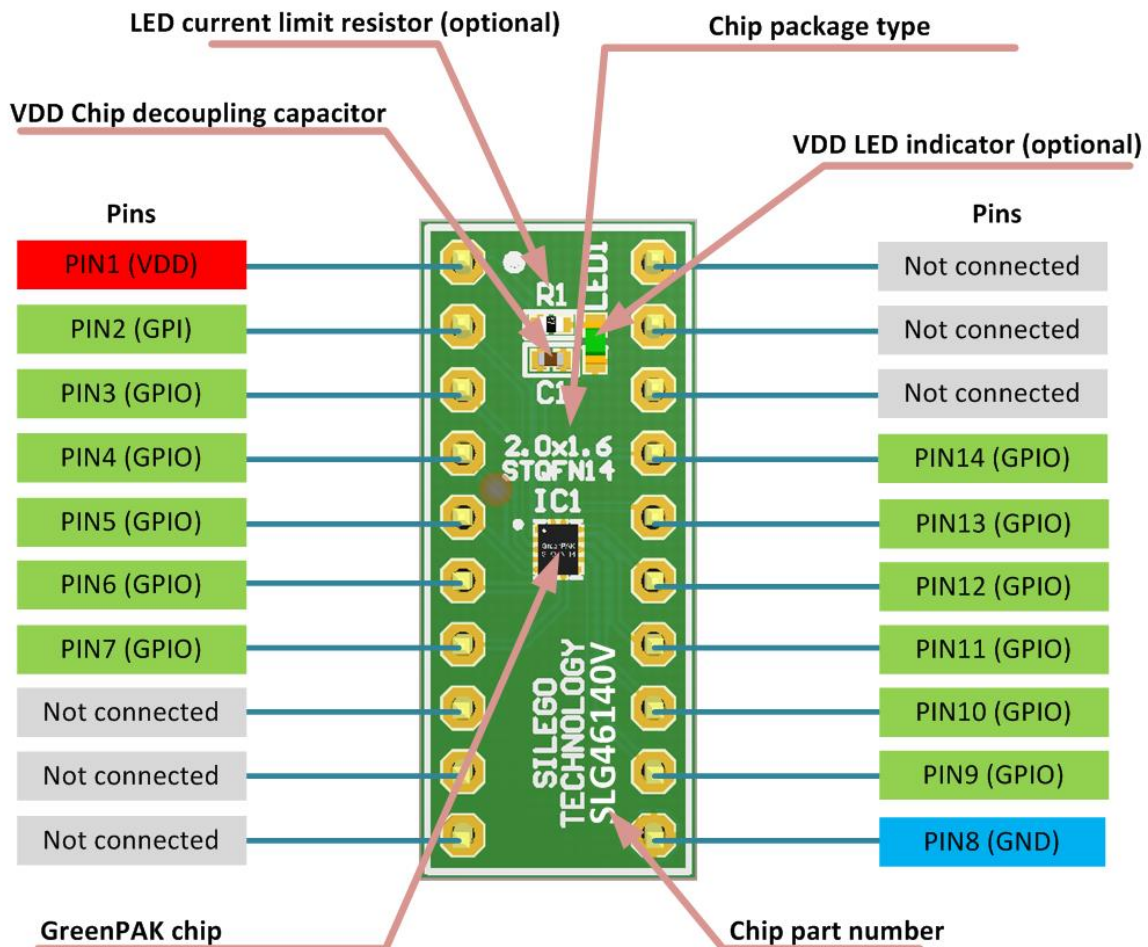 LED current limit resistor (optional)
Chip package type
VDD Chip decoupling capacitor
VDD LED indicator (optional)
Pins
Pins
PIN1 (VDD)
Not connected
PIN2 (GPI)
Not connected
PIN3 (GPIO)
Not connected
PIN4 (GPIO)
PIN14 (GPIO)
PIN5 (GPIO)
PIN13 (GPIO)
PIN6 (GPIO)
PIN12 (GPIO)
PIN7 (GPIO)
PIN11 (GPIO)
Not connected
PIN10 (GPIO)
Not connected
PIN9 (GPIO)
Not connected
PIN8 (GND)
LED1
R1
C1
2.0x1.6
STQFN14
IC1
SILEGO
TECHNOLOGY
SLG46140V
GreenPAK chip
Chip part number